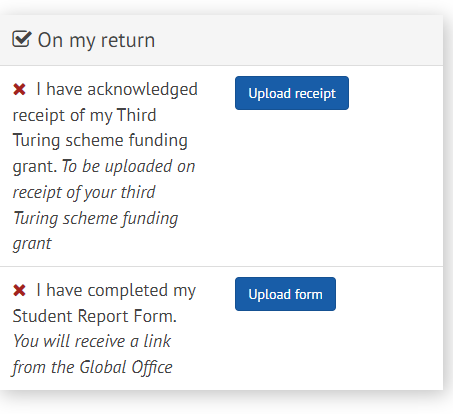 On my return
I have acknowledged
receipt of my Third
Turing scheme funding
grant. To be uploaded on
receipt of your third
Turing scheme funding
grant
Upload receipt
I have completed my
Student Report Form.
You will receive a link
from the Global Office
Upload form